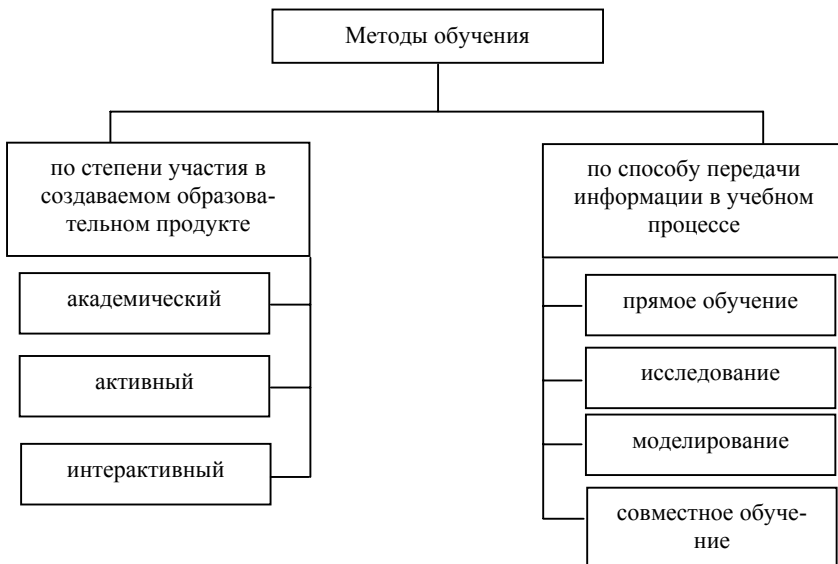 Методы обучения
по степени участия в
создаваемом образова-
тельном продукте
академический
активный
интерактивный
по способу передачи
информации в учебном
процессе
прямое обучение
исследование
моделирование
совместное обуче-
ние